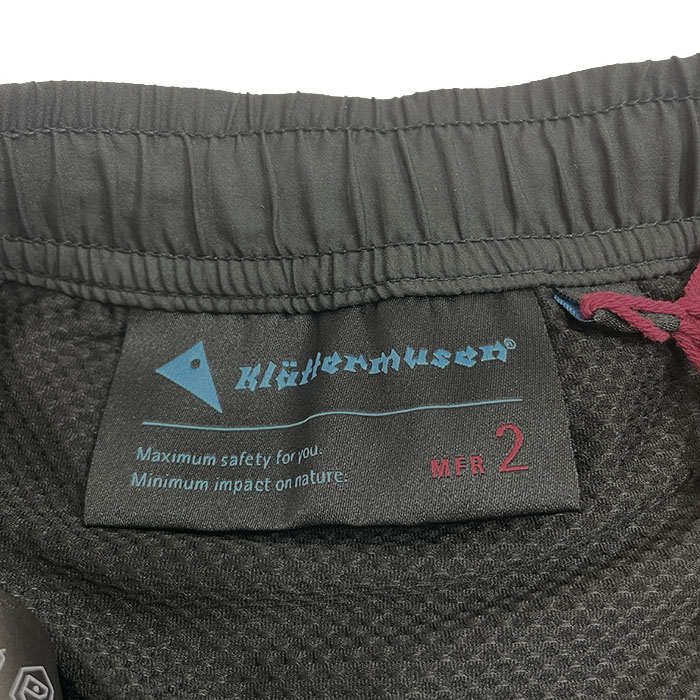 Klättermusen®
Maximum safety for you.
Minimum impact on nature.
MFR 2